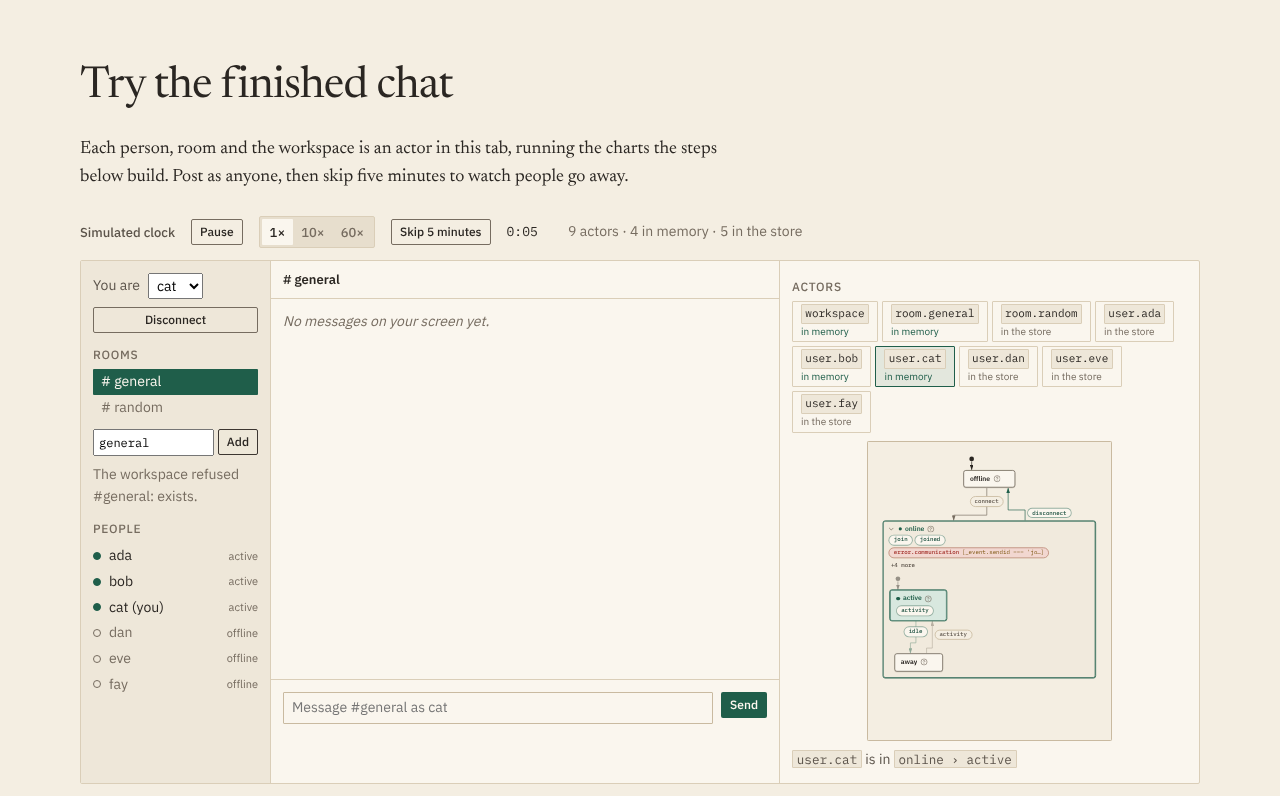 Try the finished chat
Each person, room and the workspace is an actor in this tab, running the charts the steps
below build. Post as anyone, then skip five minutes to watch people go away.
Simulated clock
Pause
1×
10×
60×
Skip 5 minutes
0:05
9 actors · 4 in memory · 5 in the store
You are
cat
Disconnect
ROOMS
# general
# random
general
Add
The workspace refused
#general: exists.
PEOPLE
ada active
bob active
cat (you) active
dan offline
eve offline
fay offline
# general
No messages on your screen yet.
Message #general as cat
Send
ACTORS
workspace
in memory
room.general
in memory
room.random
in the store
user.ada
in the store
user.bob
in memory
user.cat
in memory
user.dan
in the store
user.eve
in the store
user.fay
in the store
offline
connect
disconnect
online
join
joined
error.communication [_event.sendid === 'jo…]
+4 more
active
activity
idle
activity
away
user.cat is in online › active